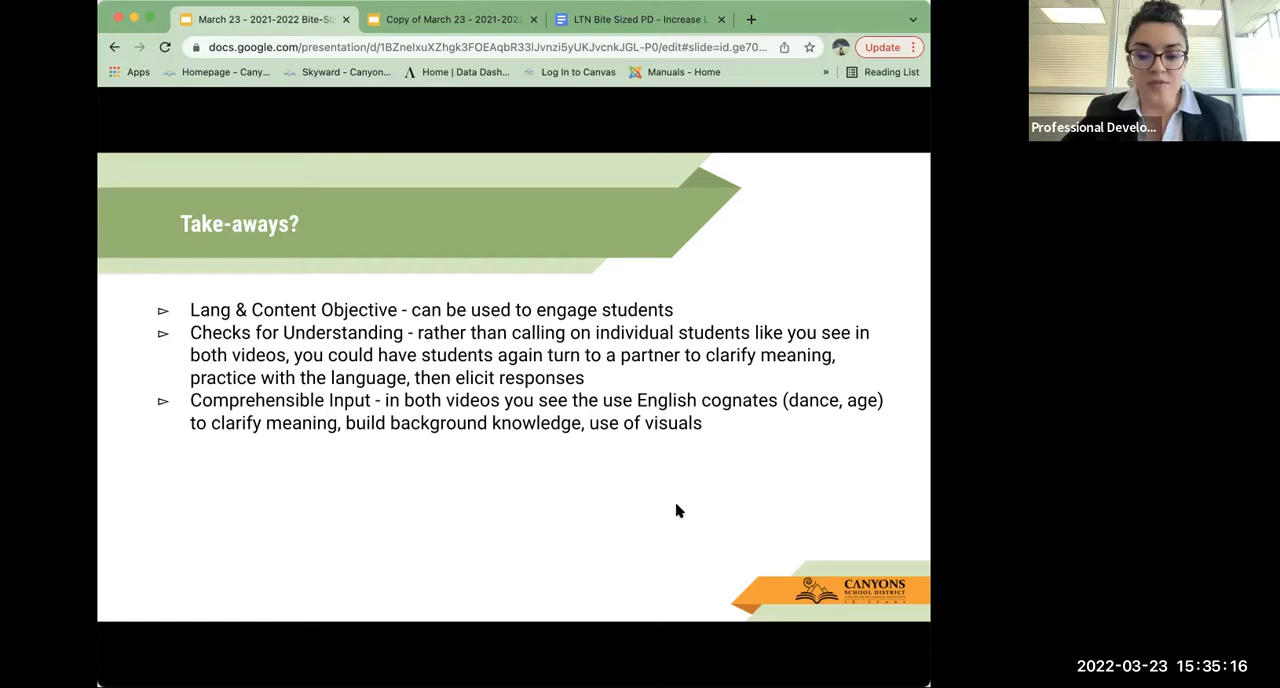 March 23 - 2021-2022 Bite-Si
Copy of March 23 - 2021-202
LTN Bite Sized PD - Increase
docs.google.com/presentation/d/1BZneIxuXZhgk3FOEAqbR33lJvnzi5yUKJvcnkJGL-P0/edit#slide=id.ge70...
Update
Apps
Homepage - Cany...
Skyward - Canyon...
Home | Data Dash...
Log In to Canvas
Manuals - Home
»
Reading List
Professional Develo...
Take-aways?
▻ Lang & Content Objective - can be used to engage students
▻ Checks for Understanding - rather than calling on individual students like you see in
both videos, you could have students again turn to a partner to clarify meaning,
practice with the language, then elicit responses
▻ Comprehensible Input - in both videos you see the use English cognates (dance, age)
to clarify meaning, build background knowledge, use of visuals
CANYONS
SCHOOL DISTRICT
2022-03-23 15:35:16